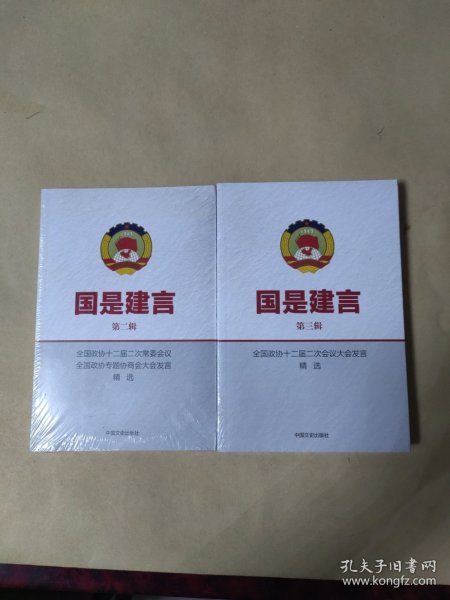 国是建言
第二辑
全国政协十二届二次常委会议
全国政协专题协商会大会发言
精选
中国文史出版社
国是建言
第三辑
全国政协十二届二次会议大会发言
精选
中国文史出版社
孔夫子旧书网
www.kongfz.com